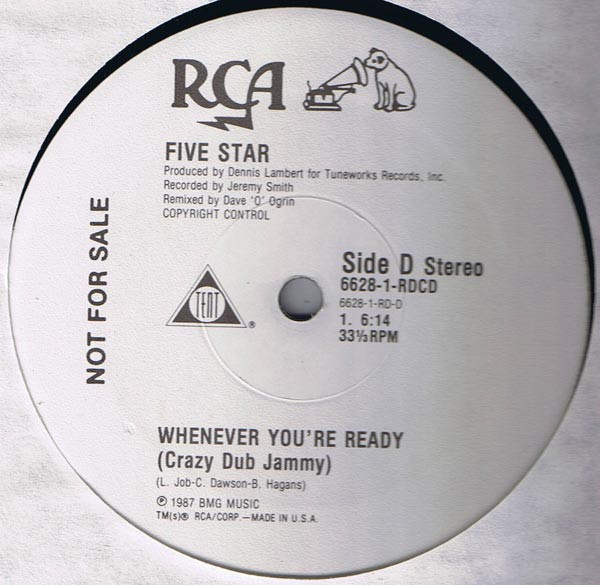 RCA
FIVE STAR
Produced by Dennis Lambert for Tuneworks Records, Inc.
Recorded by Jeremy Smith
Remixed by Dave 'O' Ogrin
COPYRIGHT CONTROL
NOT FOR SALE
TENT ®
Side D Stereo
6628-1-RDCD
6628-1-RD-D
1. 6:14
33⅓ RPM
WHENEVER YOU'RE READY
(Crazy Dub Jammy)
(L. Job-C. Dawson-B. Hagans)
℗ 1987 BMG MUSIC
TM(s)® RCA/CORP.—MADE IN U.S.A.